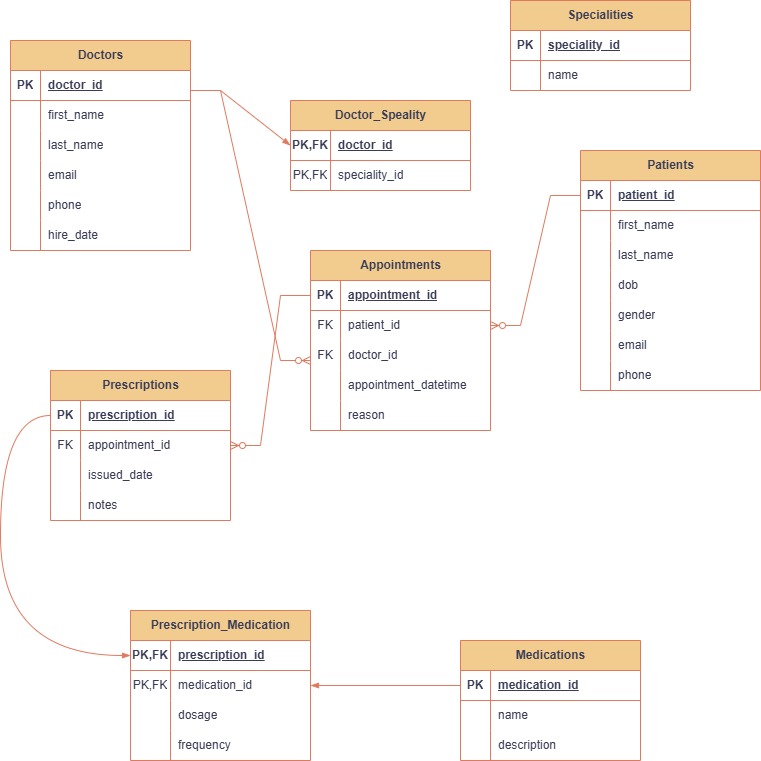 Specialities
PK speciality_id
name
Doctors
PK doctor_id
first_name
last_name
email
phone
hire_date
Doctor_Speality
PK,FK doctor_id
PK,FK speciality_id
Patients
PK patient_id
first_name
last_name
dob
gender
email
phone
Appointments
PK appointment_id
FK patient_id
FK doctor_id
appointment_datetime
reason
Prescriptions
PK prescription_id
FK appointment_id
issued_date
notes
Prescription_Medication
PK,FK prescription_id
PK,FK medication_id
dosage
frequency
Medications
PK medication_id
name
description